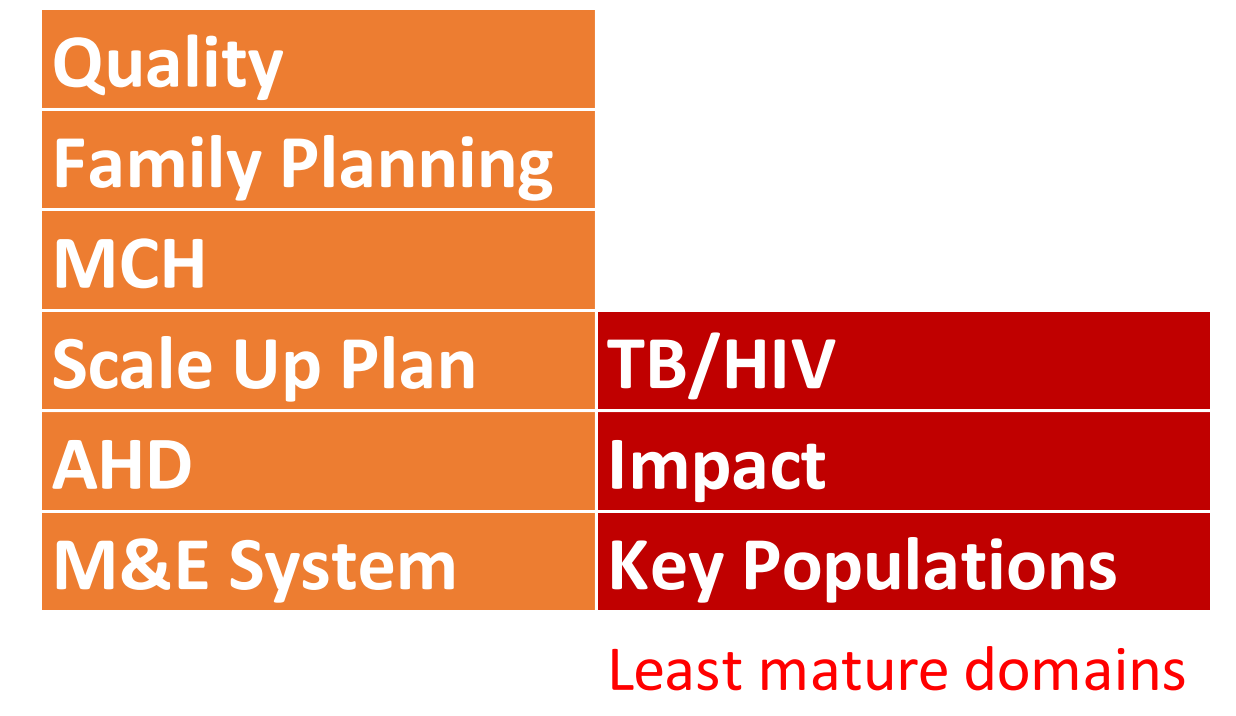 Quality
Family Planning
MCH
Scale Up Plan
AHD
M&E System
TB/HIV
Impact
Key Populations
Least mature domains